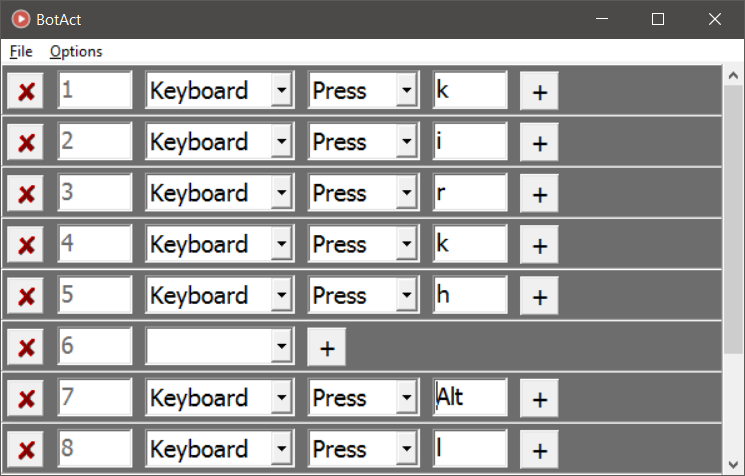 BotAct
File Options
1 Keyboard Press k +
2 Keyboard Press i +
3 Keyboard Press r +
4 Keyboard Press k +
5 Keyboard Press h +
6 +
7 Keyboard Press Alt +
8 Keyboard Press l +